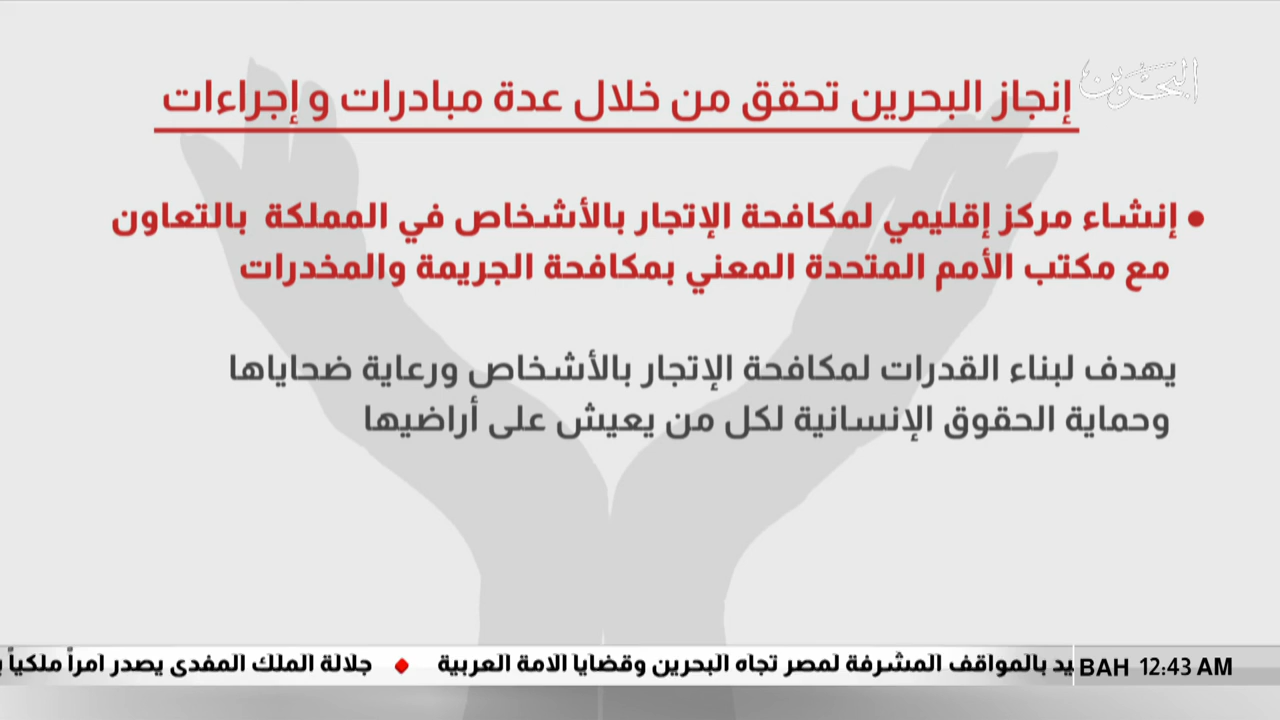 البحرين
إنجاز البحرين تحقق من خلال عدة مبادرات و إجراءات
• إنشاء مركز إقليمي لمكافحة الإتجار بالأشخاص في المملكة بالتعاون
مع مكتب الأمم المتحدة المعني بمكافحة الجريمة والمخدرات
يهدف لبناء القدرات لمكافحة الإتجار بالأشخاص ورعاية ضحاياها
وحماية الحقوق الإنسانية لكل من يعيش على أراضيها
بالمواقف المشرفة لمصر تجاه البحرين وقضايا الامة العربية ♦ جلالة الملك المفدى يصدر امراً ملكياً
BAH 12:43 AM